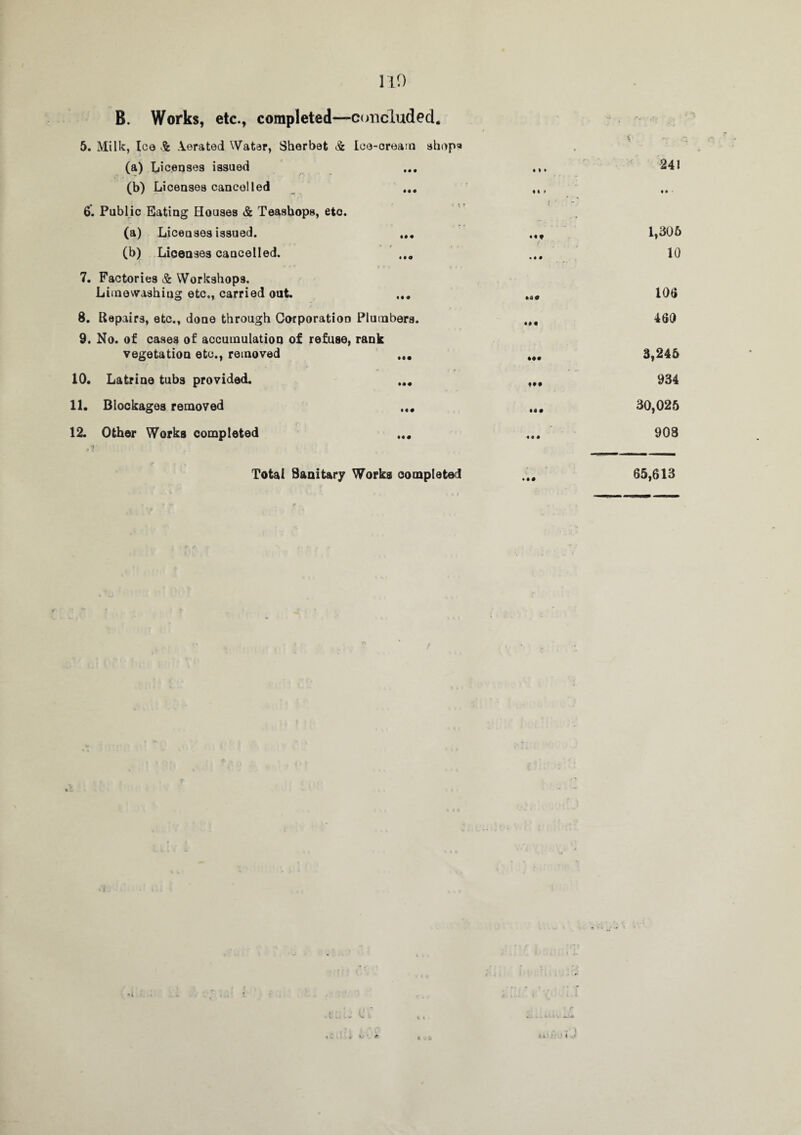 119
B. Works, etc., completed—concluded.
5. Milk, Ice & Aerated Water, Sherbet & Ice-cream shops
(a) Licenses issued ... ... 241
(b) Licenses cancelled ... ... ..
6. Public Eating Houses & Teashops, etc.
(a) Licenses issued. ... ... 1,305
(b) Licenses cancelled. ... ... 10
7. Factories & Workshops.
Limewashing etc., carried out. ... ... 106
8. Repairs, etc., done through Corporation Plumbers. ... 460
9. No. of cases of accumulation of refuse, rank
vegetation etc., removed ... ... 3,245
10. Latrine tubs provided. ... ... 934
11. Blockages removed ... ... 30,025
12. Other Works completed ... ... 903
Total Sanitary Works completed ... 65,613